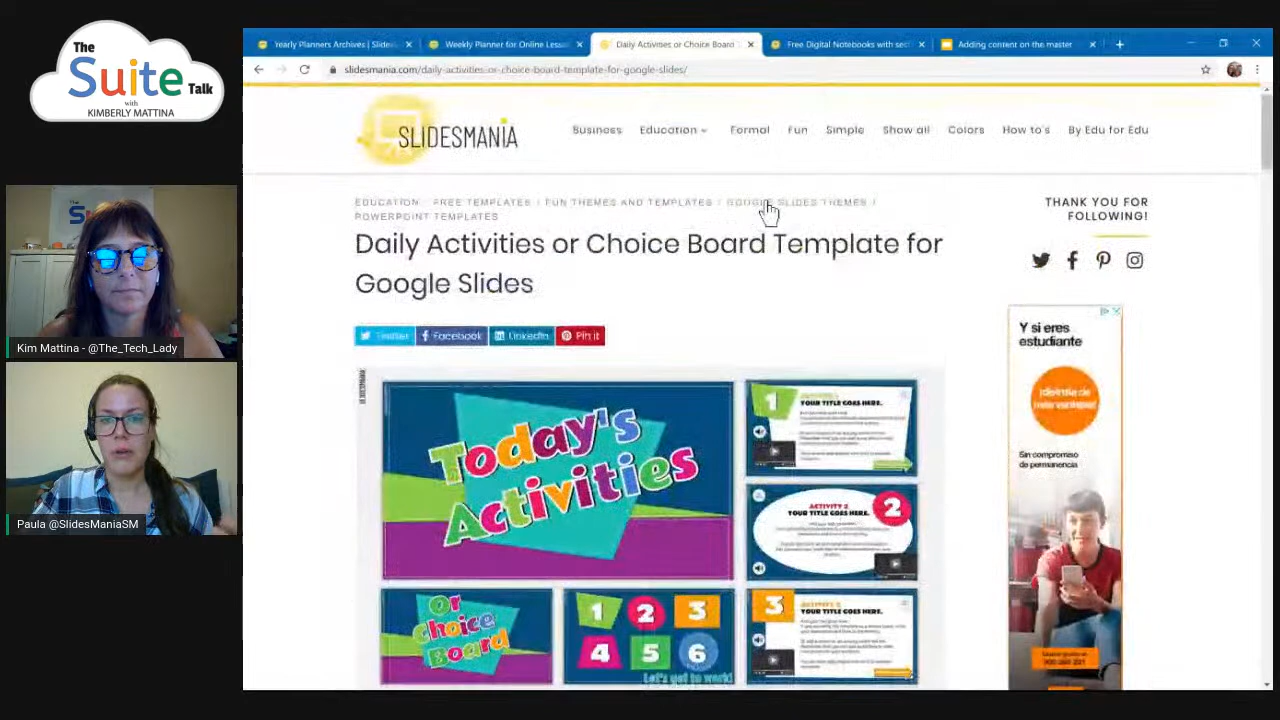 The
Suite
Talk
with
KIMBERLY MATTINA
Kim Mattina - @The_Tech_Lady
Paula @SlidesManiaSM
Yearly Planners Archives | Slide
Weekly Planner for Online Less
Daily Activities or Choice Board
Free Digital Notebooks with sec
Adding content on the master
slidesmania.com/daily-activities-or-choice-board-template-for-google-slides/
SLIDESMANIA
Business Education Formal Fun Simple Show all Colors How to's By Edu for Edu
EDUCATION FREE TEMPLATES / FUN THEMES AND TEMPLATES / GOOGLE SLIDES THEMES /
POWERPOINT TEMPLATES
Daily Activities or Choice Board Template for
Google Slides
Twitter Facebook LinkedIn Pin it
THANK YOU FOR
FOLLOWING!
Today's
Activities
1
YOUR TITLE GOES HERE.
ACTIVITY 2
YOUR TITLE GOES HERE.
2
Or
choice
Board
1 2 3
4 5 6
Let's get to work!
3
YOUR TITLE GOES HERE.
Y si eres
estudiante
Sin compromiso
de permanencia